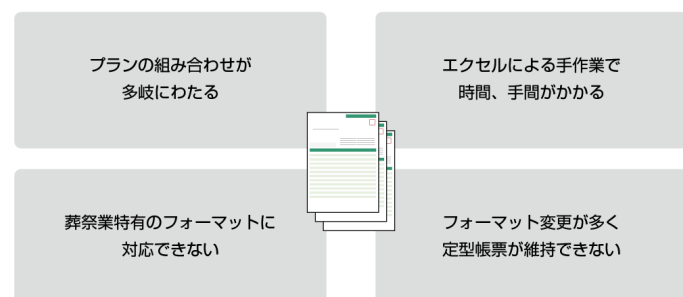 プランの組み合わせが
多岐にわたる
エクセルによる手作業で
時間、手間がかかる
葬祭業特有のフォーマットに
対応できない
フォーマット変更が多く
定型帳票が維持できない